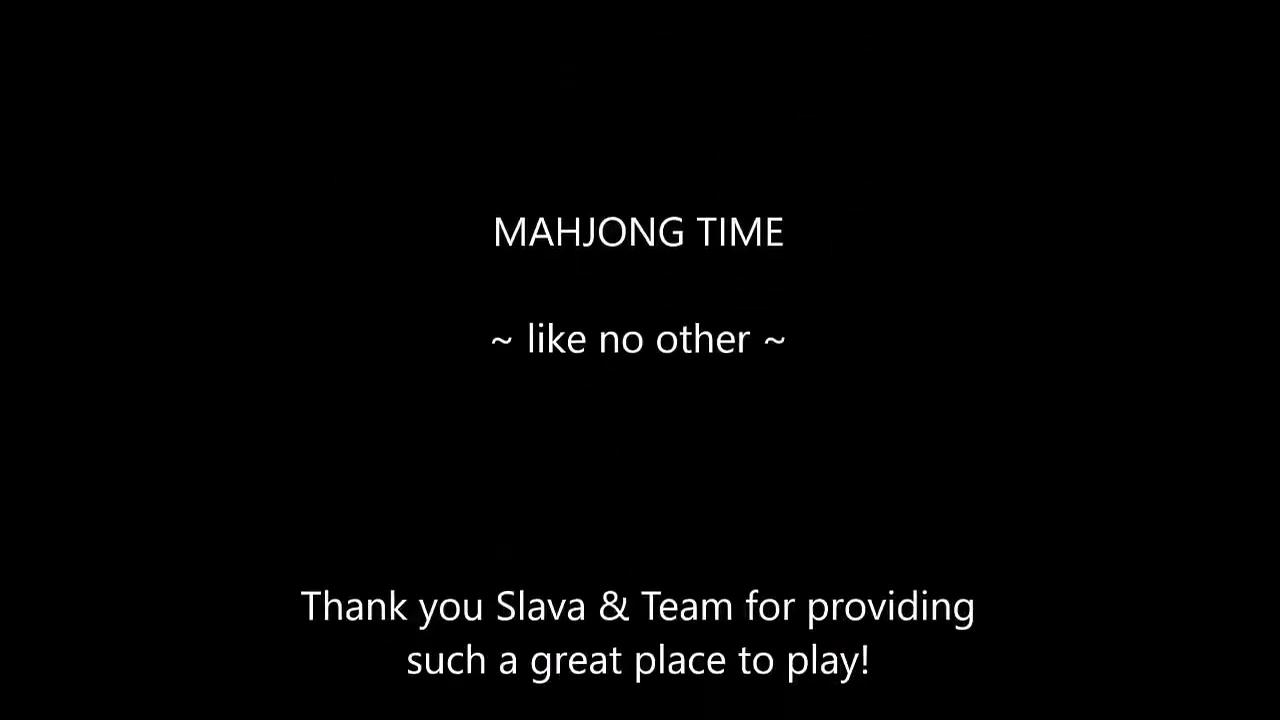 MAHJONG TIME
~ like no other ~
Thank you Slava & Team for providing
such a great place to play!